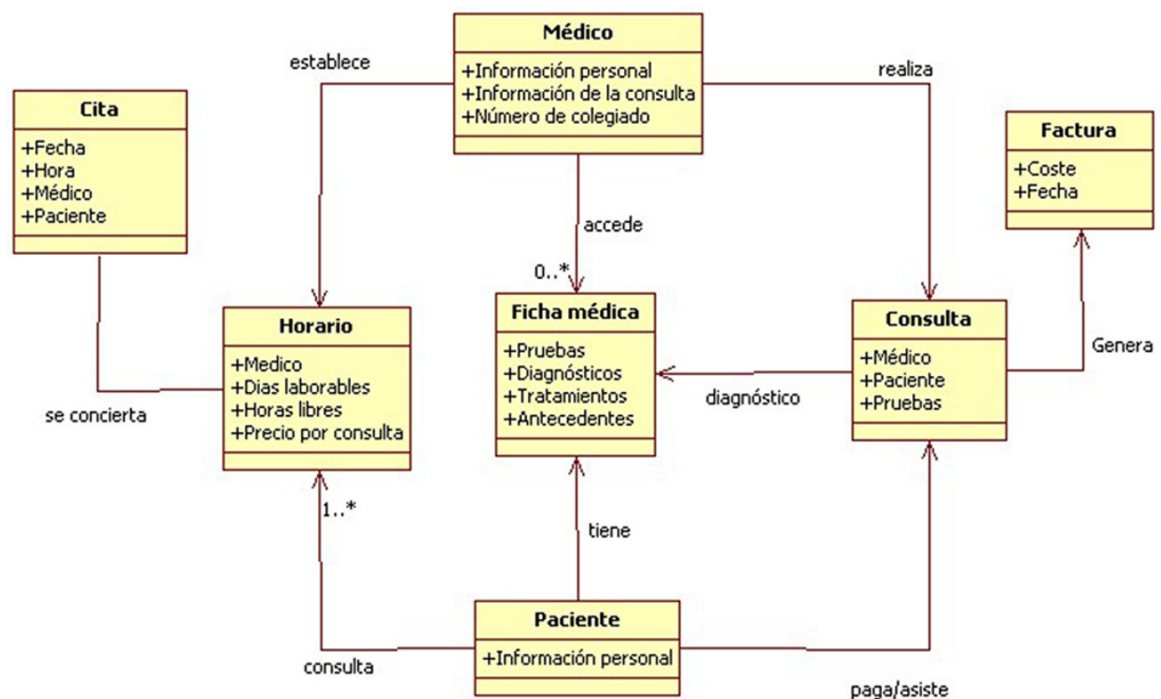 Médico
+Información personal
+Información de la consulta
+Número de colegiado
establece
realiza
Cita
+Fecha
+Hora
+Médico
+Paciente
Factura
+Coste
+Fecha
accede
0..*
Horario
+Medico
+Dias laborables
+Horas libres
+Precio por consulta
Ficha médica
+Pruebas
+Diagnósticos
+Tratamientos
+Antecedentes
Consulta
+Médico
+Paciente
+Pruebas
Genera
se concierta
diagnóstico
1..*
tiene
Paciente
+Información personal
consulta
paga/asiste